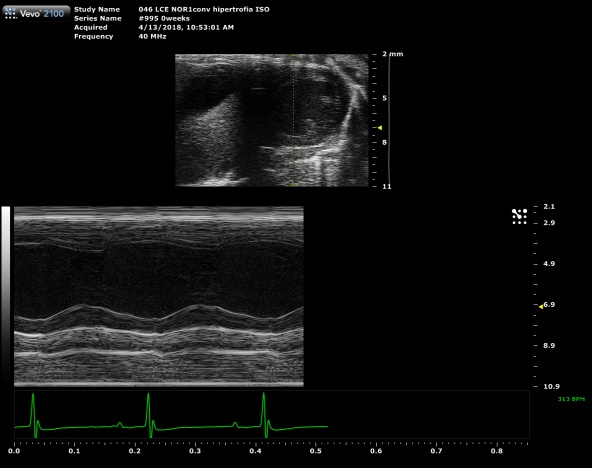 Vevo 2100
Study Name 046 LCE NOR1conv hipertrofia ISO
Series Name #995 0weeks
Acquired 4/13/2018, 10:53:01 AM
Frequency 40 MHz
2 mm
5
8
11
2.1
2.9
4.9
6.9
8.9
10.9
313 BPM
0.0 0.1 0.2 0.3 0.4 0.5 0.6 0.7 0.8